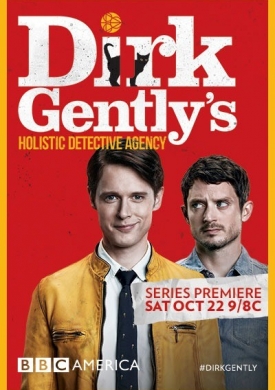 Dirk
Gently's
HOLISTIC DETECTIVE AGENCY
SERIES PREMIERE
SAT OCT 22 9/8C
BBC AMERICA
#DIRKGENTLY